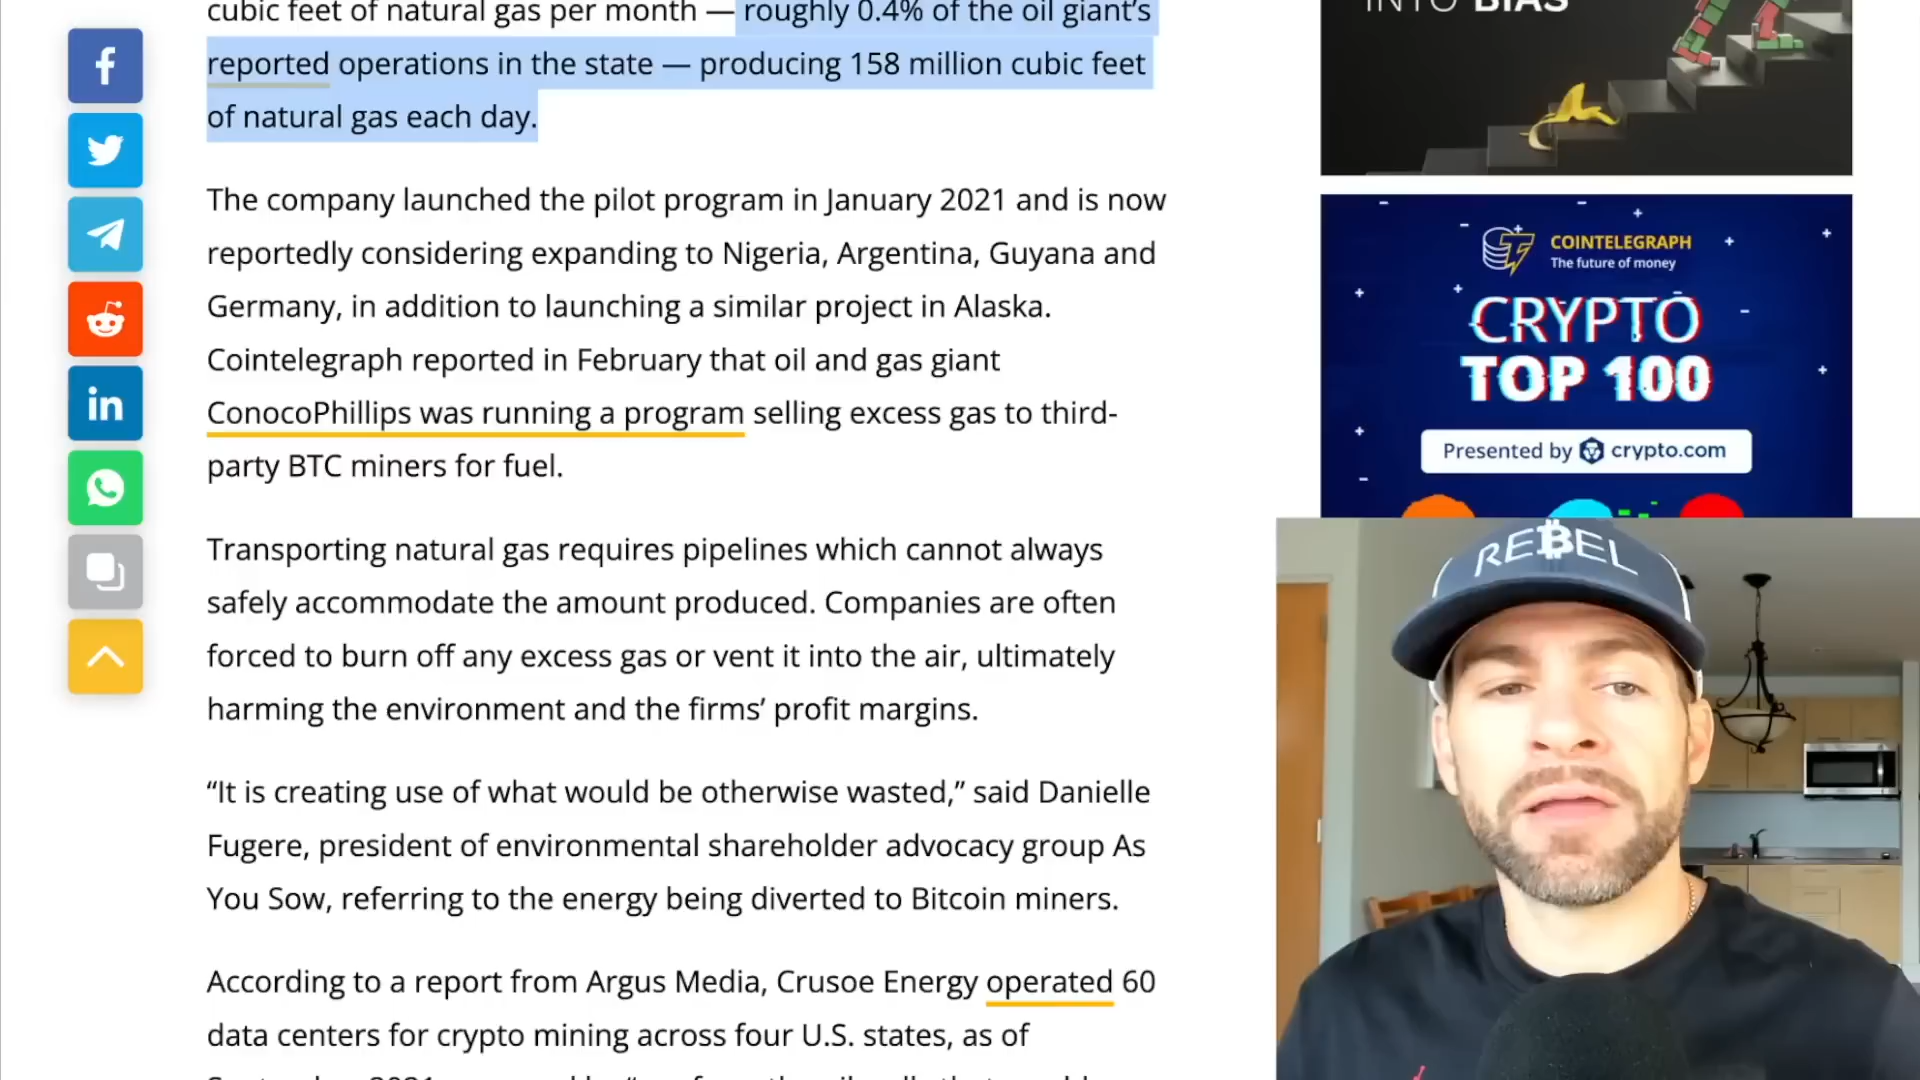 cubic feet of natural gas per month — roughly 0.4% of the oil giant’s
reported operations in the state — producing 158 million cubic feet
of natural gas each day.
The company launched the pilot program in January 2021 and is now
reportedly considering expanding to Nigeria, Argentina, Guyana and
Germany, in addition to launching a similar project in Alaska.
Cointelegraph reported in February that oil and gas giant
ConocoPhillips was running a program selling excess gas to third-
party BTC miners for fuel.
Transporting natural gas requires pipelines which cannot always
safely accommodate the amount produced. Companies are often
forced to burn off any excess gas or vent it into the air, ultimately
harming the environment and the firms’ profit margins.
“It is creating use of what would be otherwise wasted,” said Danielle
Fugere, president of environmental shareholder advocacy group As
You Sow, referring to the energy being diverted to Bitcoin miners.
According to a report from Argus Media, Crusoe Energy operated 60
data centers for crypto mining across four U.S. states, as of
INTO BIAS
COINTELEGRAPH
The future of money
CRYPTO
TOP 100
Presented by crypto.com
REBEL